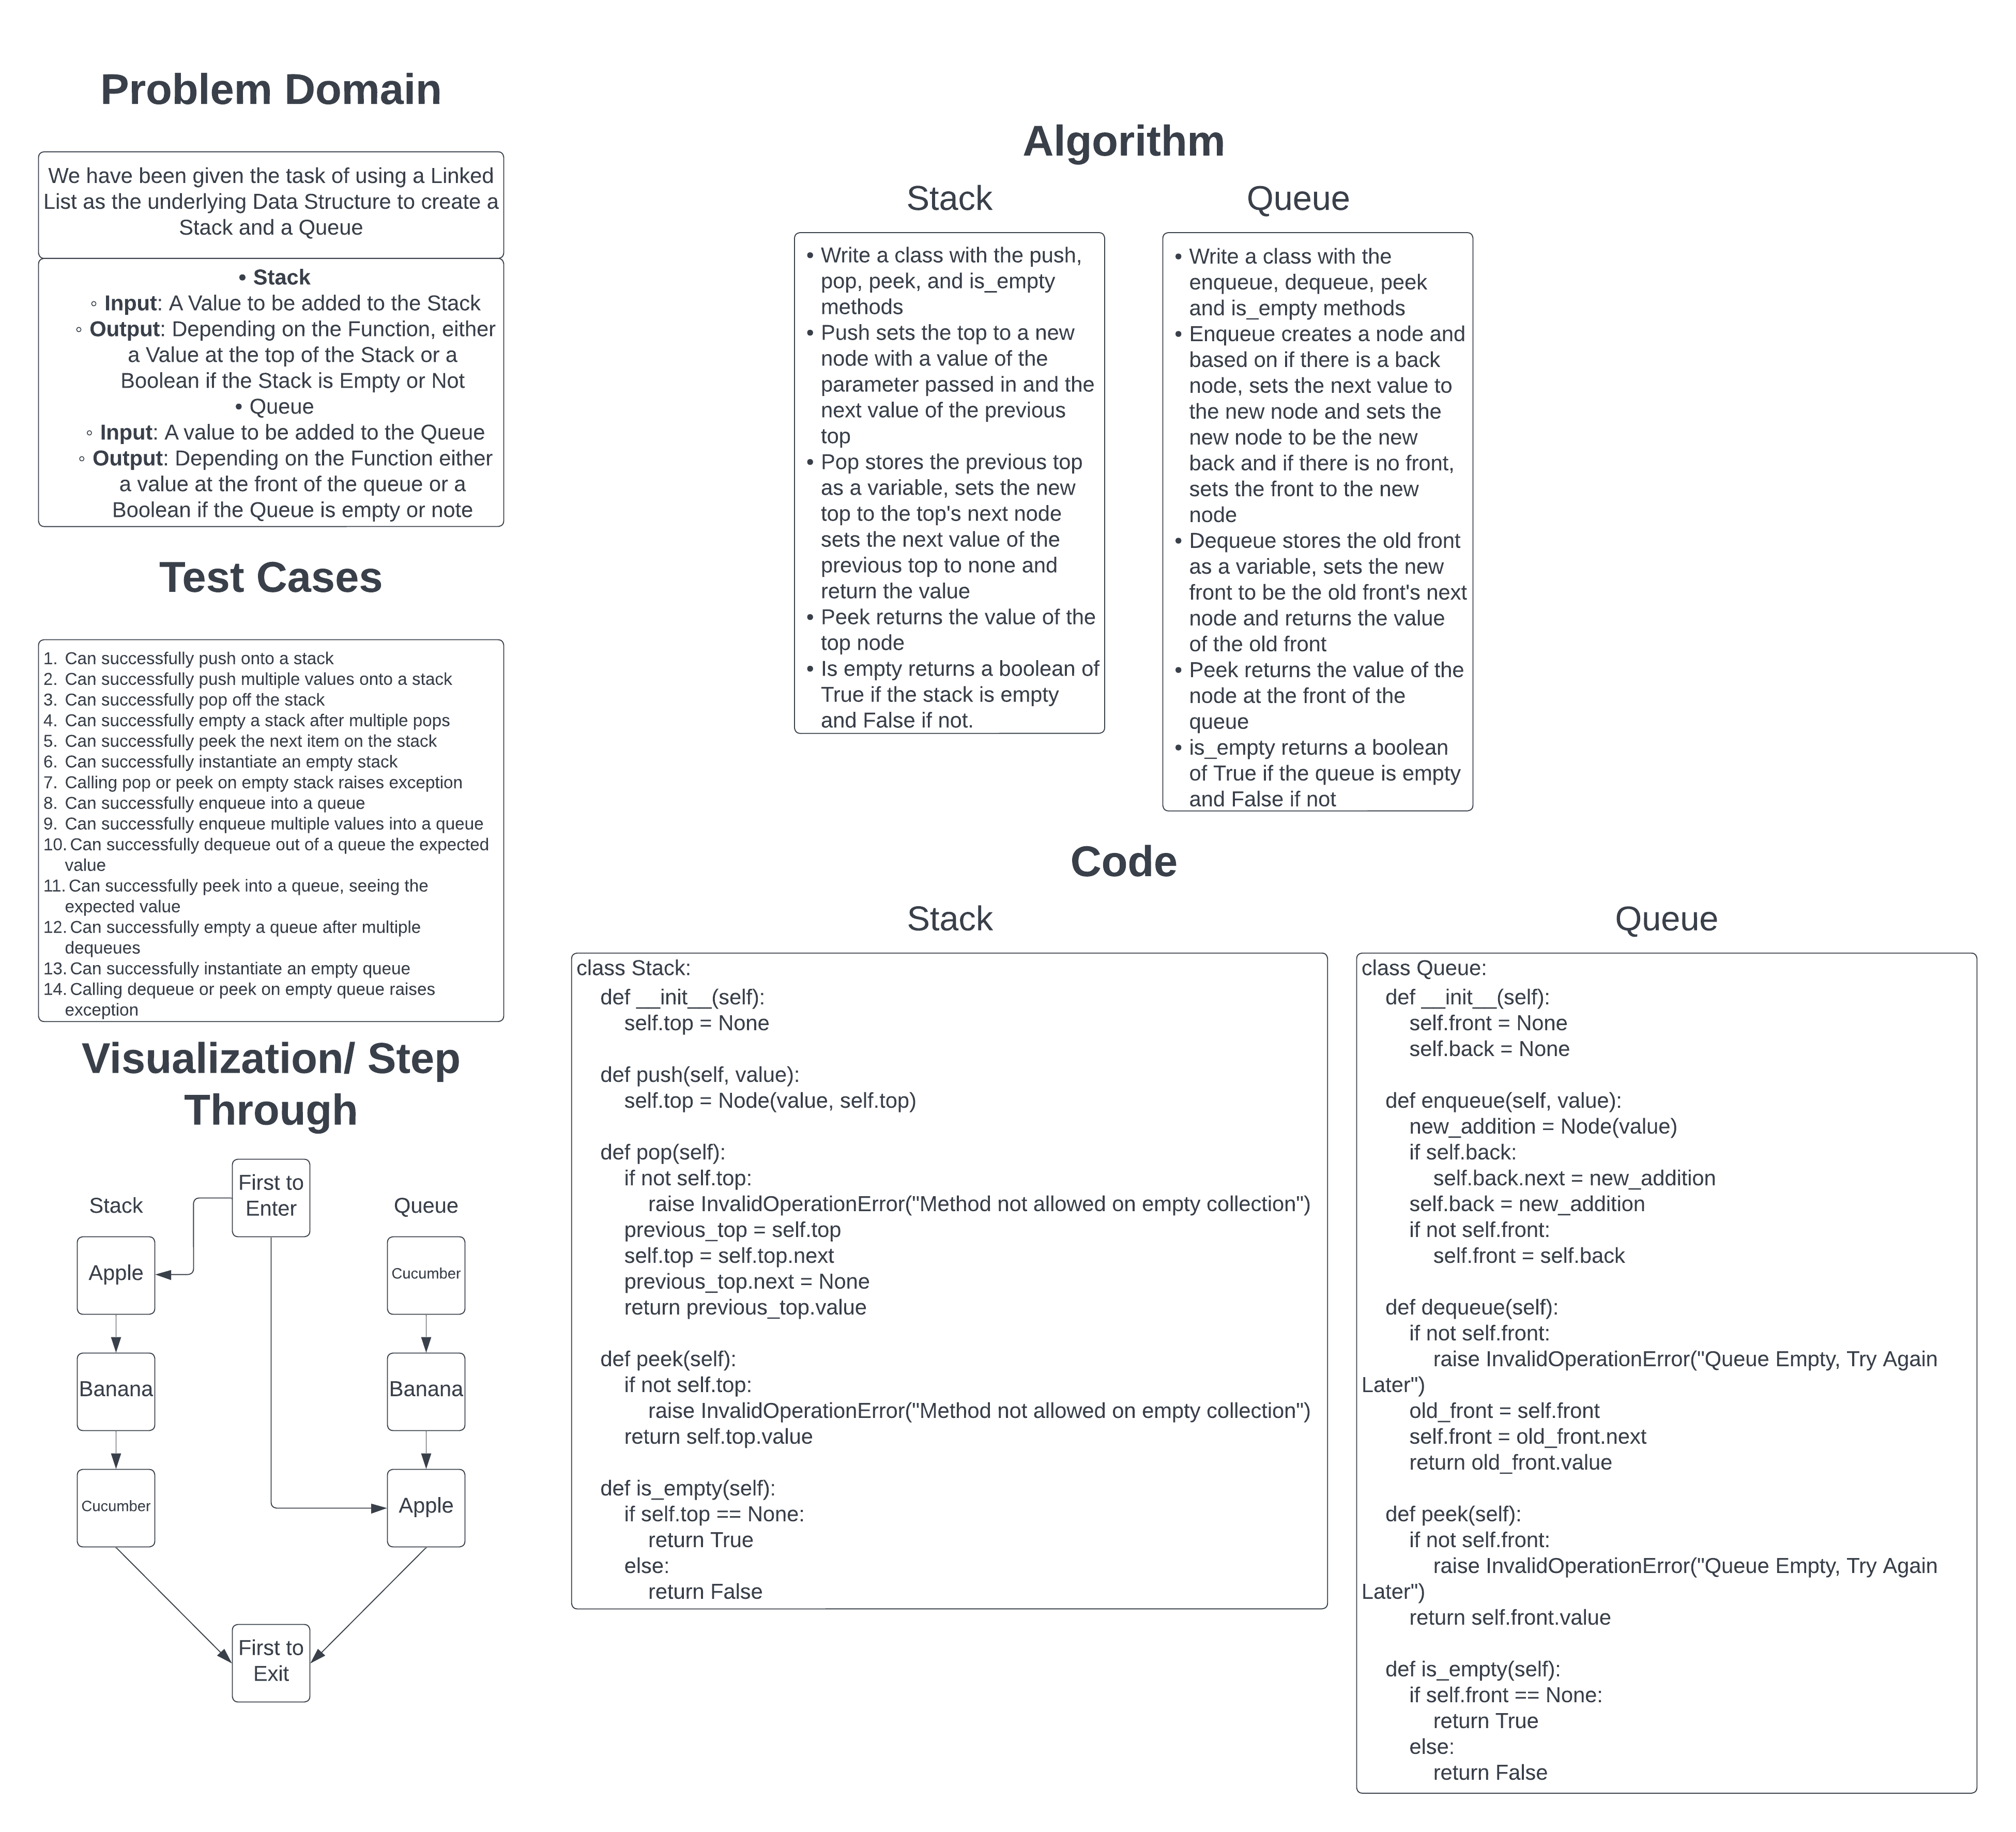 Problem Domain
We have been given the task of using a Linked
List as the underlying Data Structure to create a
Stack and a Queue
• Stack
◦ Input: A Value to be added to the Stack
◦ Output: Depending on the Function, either
a Value at the top of the Stack or a
Boolean if the Stack is Empty or Not
• Queue
◦ Input: A value to be added to the Queue
◦ Output: Depending on the Function either
a value at the front of the queue or a
Boolean if the Queue is empty or note
Test Cases
1. Can successfully push onto a stack
2. Can successfully push multiple values onto a stack
3. Can successfully pop off the stack
4. Can successfully empty a stack after multiple pops
5. Can successfully peek the next item on the stack
6. Can successfully instantiate an empty stack
7. Calling pop or peek on empty stack raises exception
8. Can successfully enqueue into a queue
9. Can successfully enqueue multiple values into a queue
10. Can successfully dequeue out of a queue the expected
value
11. Can successfully peek into a queue, seeing the
expected value
12. Can successfully empty a queue after multiple
dequeues
13. Can successfully instantiate an empty queue
14. Calling dequeue or peek on empty queue raises
exception
Visualization/ Step
Through
First to
Enter
Stack
Apple
Banana
Cucumber
Queue
Cucumber
Banana
Apple
First to
Exit
Algorithm
Stack
• Write a class with the push,
pop, peek, and is_empty
methods
• Push sets the top to a new
node with a value of the
parameter passed in and the
next value of the previous
top
• Pop stores the previous top
as a variable, sets the new
top to the top's next node
sets the next value of the
previous top to none and
return the value
• Peek returns the value of the
top node
• Is empty returns a boolean of
True if the stack is empty
and False if not.
Queue
• Write a class with the
enqueue, dequeue, peek
and is_empty methods
• Enqueue creates a node and
based on if there is a back
node, sets the next value to
the new node and sets the
new node to be the new
back and if there is no front,
sets the front to the new
node
• Dequeue stores the old front
as a variable, sets the new
front to be the old front's next
node and returns the value
of the old front
• Peek returns the value of the
node at the front of the
queue
• is_empty returns a boolean
of True if the queue is empty
and False if not
Code
Stack
class Stack:
    def __init__(self):
        self.top = None

    def push(self, value):
        self.top = Node(value, self.top)

    def pop(self):
        if not self.top:
            raise InvalidOperationError("Method not allowed on empty collection")
        previous_top = self.top
        self.top = self.top.next
        previous_top.next = None
        return previous_top.value

    def peek(self):
        if not self.top:
            raise InvalidOperationError("Method not allowed on empty collection")
        return self.top.value

    def is_empty(self):
        if self.top == None:
            return True
        else:
            return False
Queue
class Queue:
    def __init__(self):
        self.front = None
        self.back = None

    def enqueue(self, value):
        new_addition = Node(value)
        if self.back:
            self.back.next = new_addition
        self.back = new_addition
        if not self.front:
            self.front = self.back

    def dequeue(self):
        if not self.front:
            raise InvalidOperationError("Queue Empty, Try Again
Later")
        old_front = self.front
        self.front = old_front.next
        return old_front.value

    def peek(self):
        if not self.front:
            raise InvalidOperationError("Queue Empty, Try Again
Later")
        return self.front.value

    def is_empty(self):
        if self.front == None:
            return True
        else:
            return False